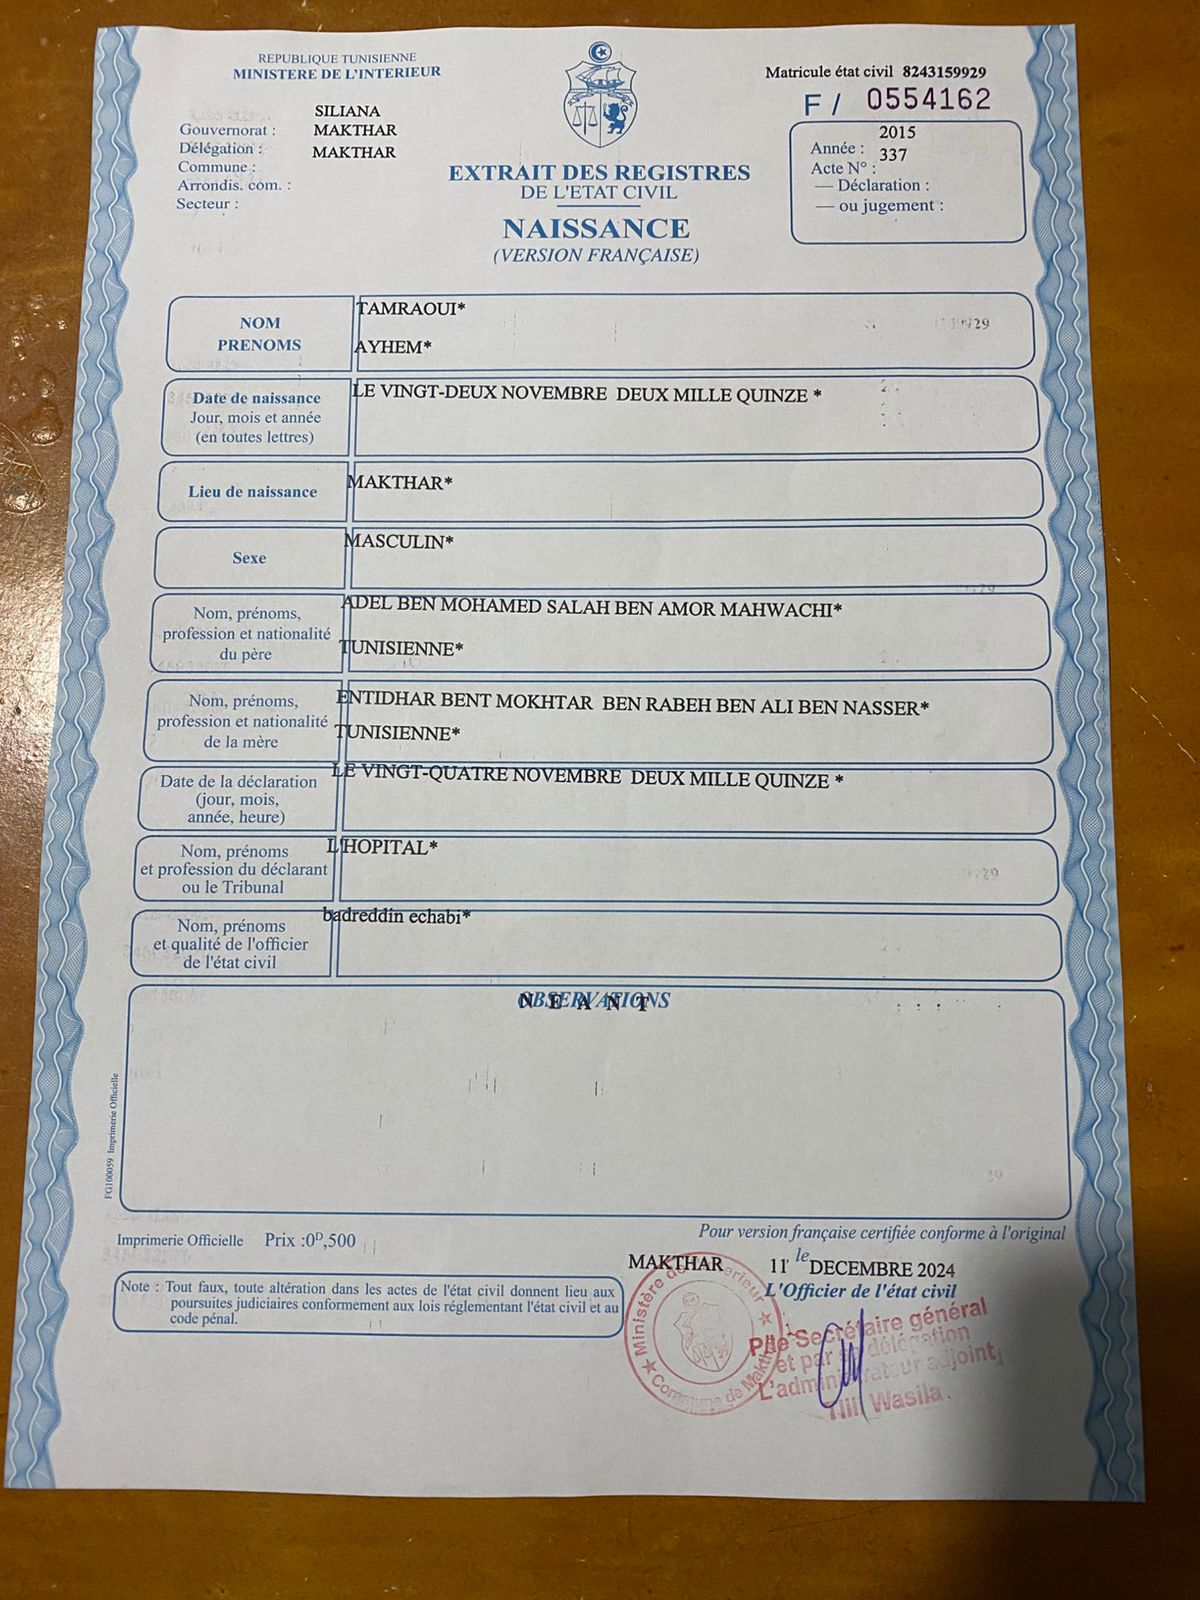 REPUBLIQUE TUNISIENNE
MINISTERE DE L'INTERIEUR
SILIANA
Gouvernorat : MAKTHAR
Délégation : MAKTHAR
Commune :
Arrondis. com. :
Secteur :
EXTRAIT DES REGISTRES
DE L'ETAT CIVIL
NAISSANCE
(VERSION FRANÇAISE)
Matricule état civil 8243159929
F / 0554162
2015
Année : 337
Acte N° :
— Déclaration :
— ou jugement :
NOM
PRENOMS
TAMRAOUI*
AYHEM*
Date de naissance
Jour, mois et année
(en toutes lettres)
LE VINGT-DEUX NOVEMBRE DEUX MILLE QUINZE *
Lieu de naissance
MAKTHAR*
Sexe
MASCULIN*
Nom, prénoms,
profession et nationalité
du père
ADEL BEN MOHAMED SALAH BEN AMOR MAHWACHI*
TUNISIENNE*
Nom, prénoms,
profession et nationalité
de la mère
ENTIDHAR BENT MOKHTAR BEN RABEH BEN ALI BEN NASSER*
TUNISIENNE*
Date de la déclaration
(jour, mois,
année, heure)
LE VINGT-QUATRE NOVEMBRE DEUX MILLE QUINZE *
Nom, prénoms
et profession du déclarant
ou le Tribunal
L'HOPITAL*
Nom, prénoms
et qualité de l'officier
de l'état civil
badreddin echabi*
OBSERVATIONS
N E A N T
FG100059 Imprimerie Officielle
Imprimerie Officielle Prix :0ᴰ,500
Note : Tout faux, toute altération dans les actes de l'état civil donnent lieu aux
poursuites judiciaires conformement aux lois réglementant l'état civil et au
code pénal.
Pour version française certifiée conforme à l'original
MAKTHAR 11 le DECEMBRE 2024
L'Officier de l'état civil
Ministère de l'Interieur
Commune de Makthar
P/le Secrétaire général
et par sa délégation
L'administrateur adjoint
Tlili Wasila